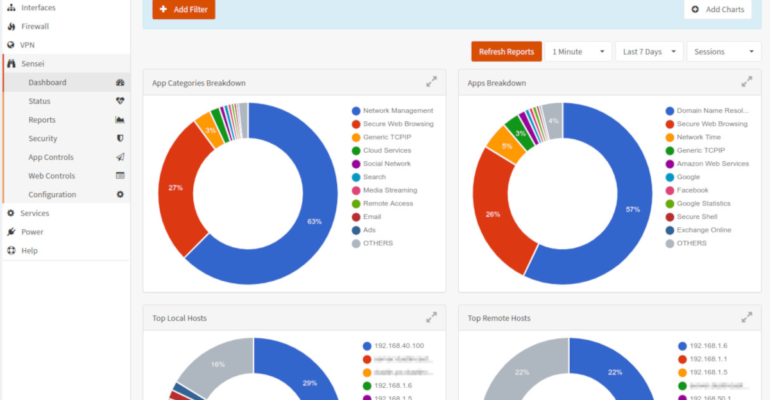 Interfaces
Firewall
VPN
Sensei
Dashboard
Status
Reports
Security
App Controls
Web Controls
Configuration
Services
Power
Help
Add Filter
Add Charts
Refresh Reports
1 Minute
Last 7 Days
Sessions
App Categories Breakdown
63%
27%
3%
Network Management
Secure Web Browsing
Generic TCPIP
Cloud Services
Social Network
Search
Media Streaming
Remote Access
Email
Ads
OTHERS
Apps Breakdown
57%
26%
5%
3%
4%
Domain Name Resol...
Secure Web Browsing
Network Time
Generic TCPIP
Amazon Web Services
Google
Facebook
Google Statistics
Secure Shell
Exchange Online
OTHERS
Top Local Hosts
16%
29%
192.168.40.100
192.168.1.6
192.168.1.5
Top Remote Hosts
22%
22%
192.168.1.6
192.168.1.1
192.168.1.5
192.168.50.1